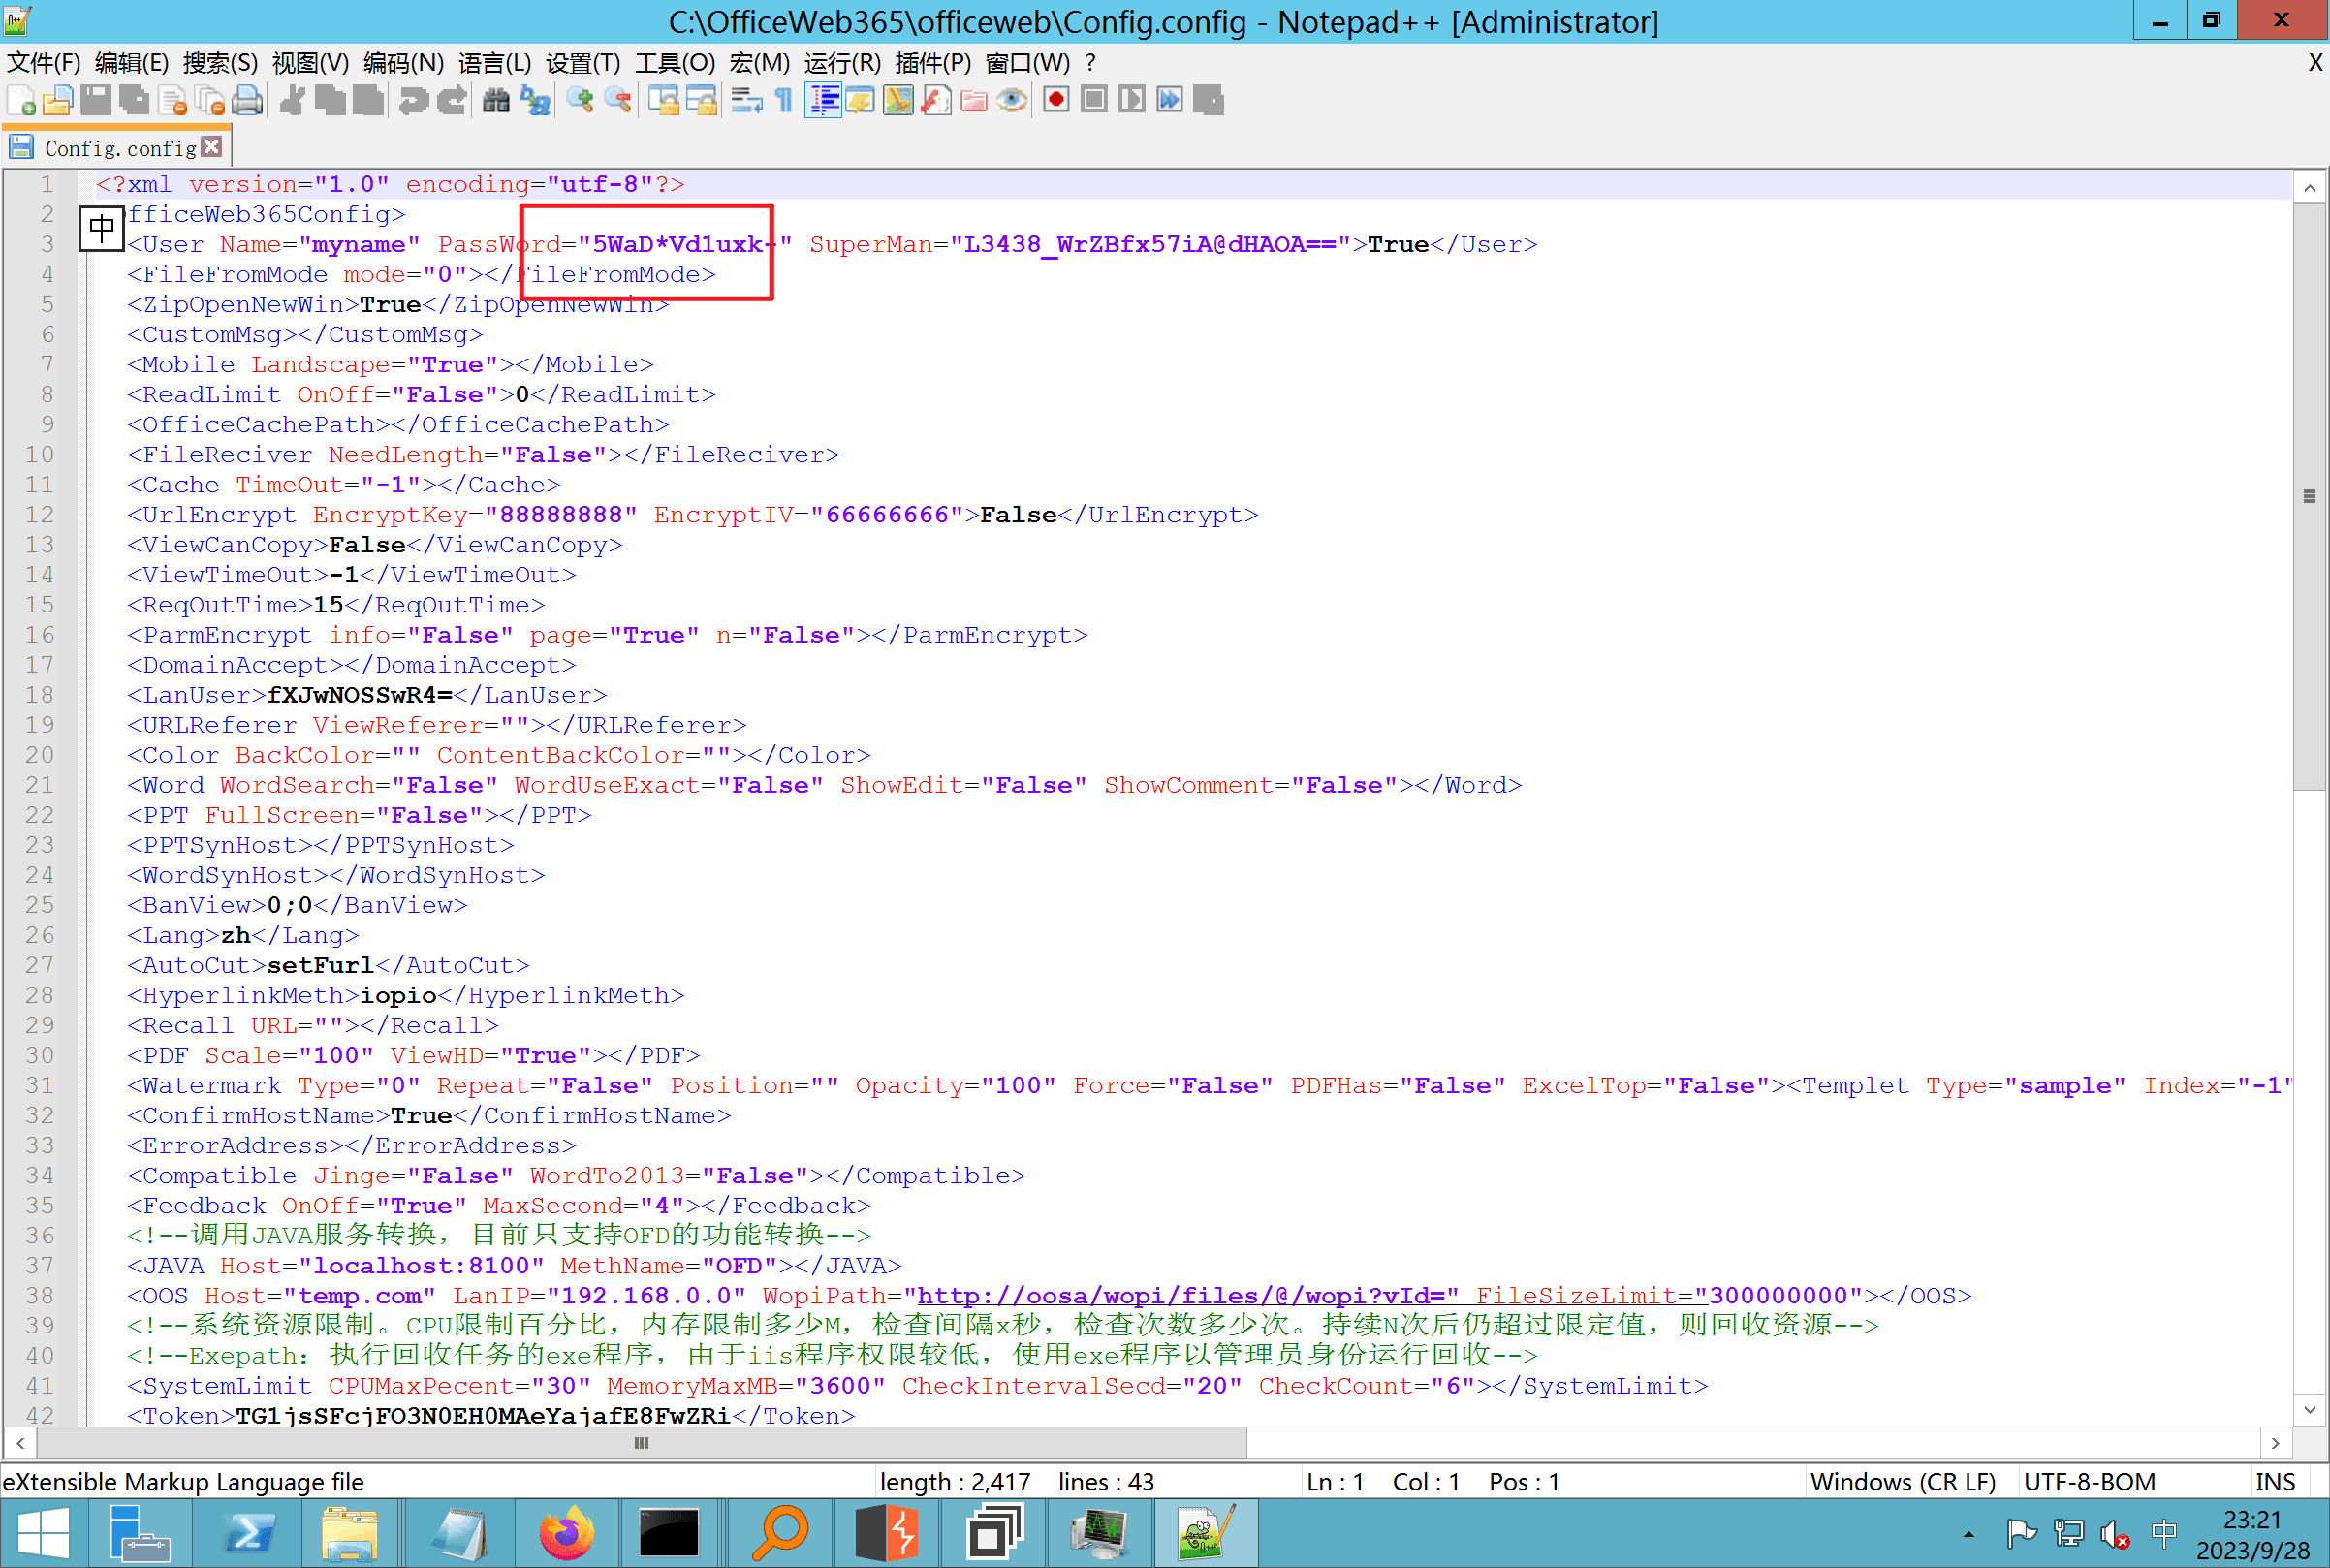 C:\OfficeWeb365\officeweb\Config.config - Notepad++ [Administrator]
文件(F) 编辑(E) 搜索(S) 视图(V) 编码(N) 语言(L) 设置(T) 工具(O) 宏(M) 运行(R) 插件(P) 窗口(W) ? X
Config.config
1 <?xml version="1.0" encoding="utf-8"?>
2 fficeWeb365Config>
中
3 <User Name="myname" PassWord="5WaD*Vd1uxk-" SuperMan="L3438_WrZBfx57iA@dHAOA==">True</User>
4 <FileFromMode mode="0"></FileFromMode>
5 <ZipOpenNewWin>True</ZipOpenNewWin>
6 <CustomMsg></CustomMsg>
7 <Mobile Landscape="True"></Mobile>
8 <ReadLimit OnOff="False">0</ReadLimit>
9 <OfficeCachePath></OfficeCachePath>
10 <FileReciver NeedLength="False"></FileReciver>
11 <Cache TimeOut="-1"></Cache>
12 <UrlEncrypt EncryptKey="88888888" EncryptIV="66666666">False</UrlEncrypt>
13 <ViewCanCopy>False</ViewCanCopy>
14 <ViewTimeOut>-1</ViewTimeOut>
15 <ReqOutTime>15</ReqOutTime>
16 <ParmEncrypt info="False" page="True" n="False"></ParmEncrypt>
17 <DomainAccept></DomainAccept>
18 <LanUser>fXJwNOSSwR4=</LanUser>
19 <URLReferer ViewReferer=""></URLReferer>
20 <Color BackColor="" ContentBackColor=""></Color>
21 <Word WordSearch="False" WordUseExact="False" ShowEdit="False" ShowComment="False"></Word>
22 <PPT FullScreen="False"></PPT>
23 <PPTSynHost></PPTSynHost>
24 <WordSynHost></WordSynHost>
25 <BanView>0;0</BanView>
26 <Lang>zh</Lang>
27 <AutoCut>setFurl</AutoCut>
28 <HyperlinkMeth>iopio</HyperlinkMeth>
29 <Recall URL=""></Recall>
30 <PDF Scale="100" ViewHD="True"></PDF>
31 <Watermark Type="0" Repeat="False" Position="" Opacity="100" Force="False" PDFHas="False" ExcelTop="False"><Templet Type="sample" Index="-1"
32 <ConfirmHostName>True</ConfirmHostName>
33 <ErrorAddress></ErrorAddress>
34 <Compatible Jinge="False" WordTo2013="False"></Compatible>
35 <Feedback OnOff="True" MaxSecond="4"></Feedback>
36 <!--调用JAVA服务转换，目前只支持OFD的功能转换-->
37 <JAVA Host="localhost:8100" MethName="OFD"></JAVA>
38 <OOS Host="temp.com" LanIP="192.168.0.0" WopiPath="http://oosa/wopi/files/@/wopi?vId=" FileSizeLimit="300000000"></OOS>
39 <!--系统资源限制。CPU限制百分比，内存限制多少M，检查间隔x秒，检查次数多少次。持续N次后仍超过限定值，则回收资源-->
40 <!--Exepath：执行回收任务的exe程序，由于iis程序权限较低，使用exe程序以管理员身份运行回收-->
41 <SystemLimit CPUMaxPecent="30" MemoryMaxMB="3600" CheckIntervalSecd="20" CheckCount="6"></SystemLimit>
42 <Token>TG1jsSFcjFO3N0EH0MAeYajafE8FwZRi</Token>
eXtensible Markup Language file length : 2,417 lines : 43 Ln : 1 Col : 1 Pos : 1 Windows (CR LF) UTF-8-BOM INS
中 23:21
2023/9/28